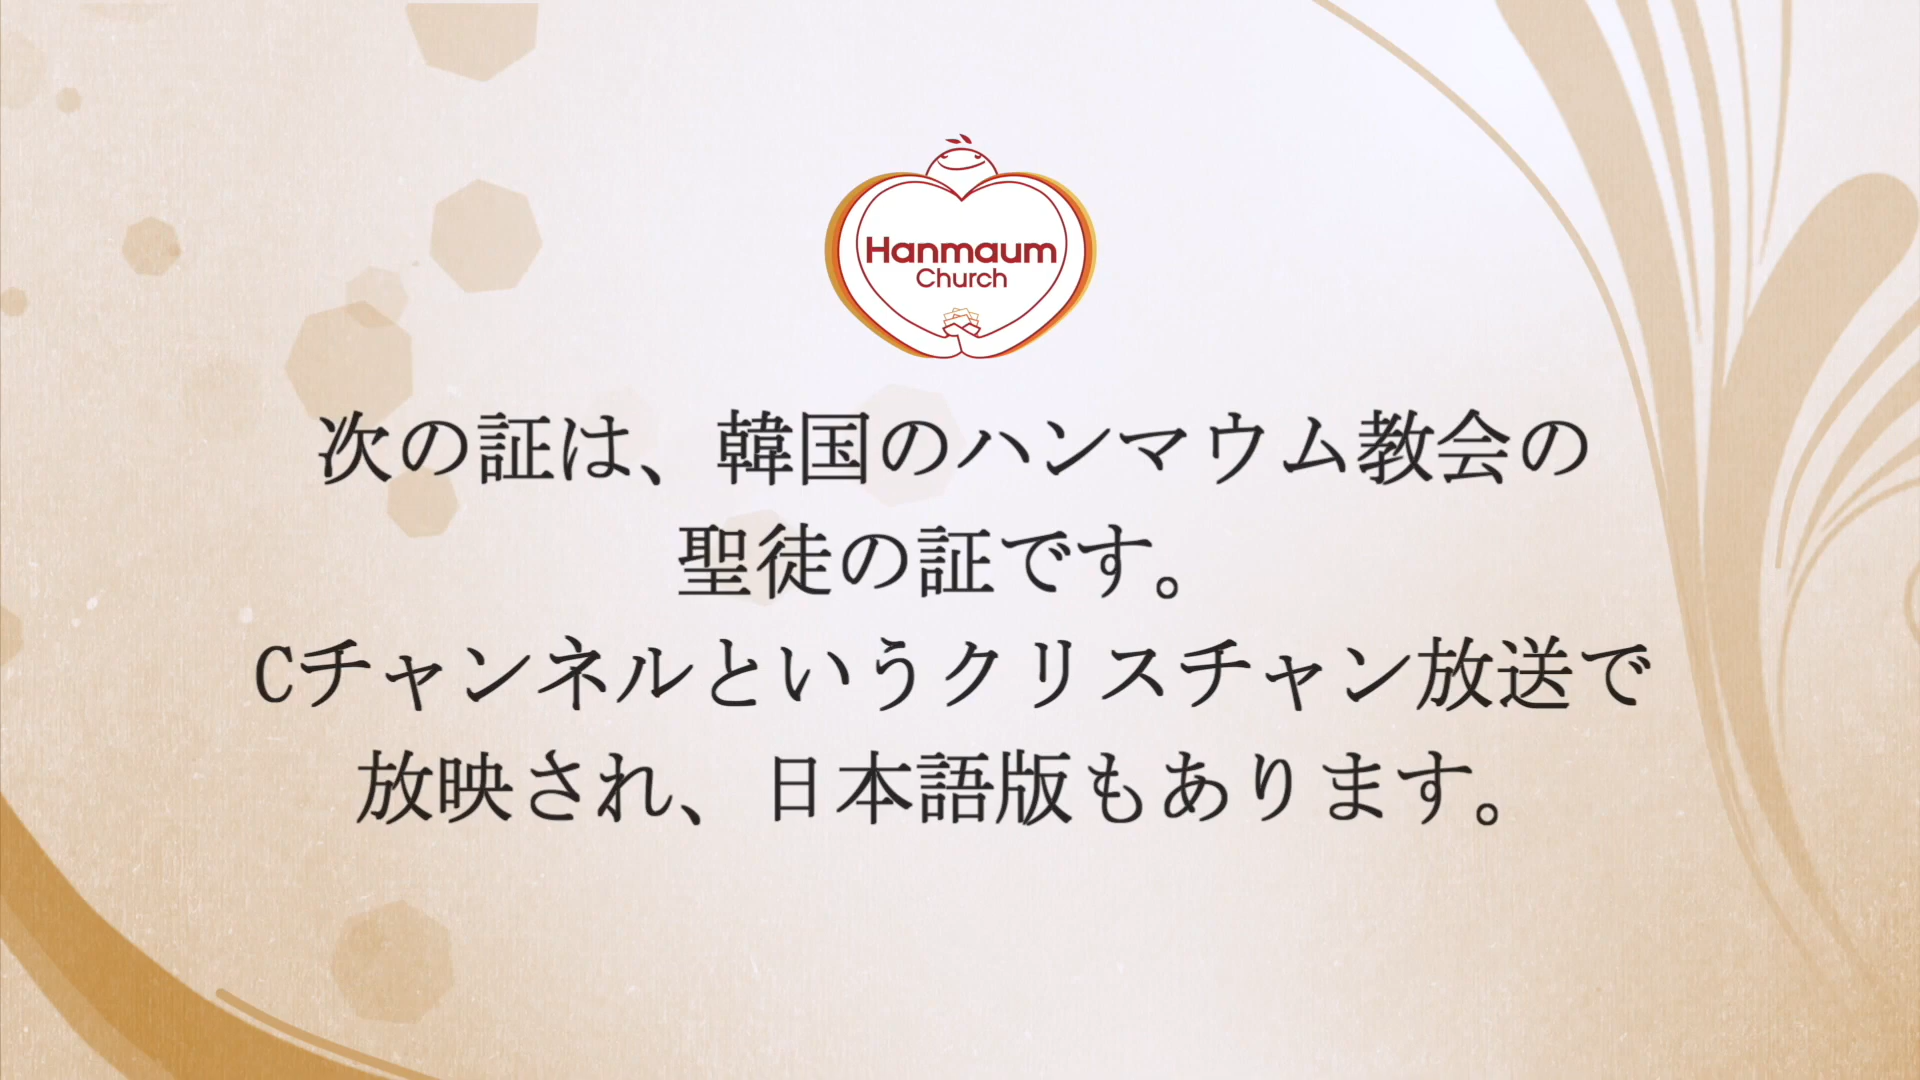 Hanmaum
Church
次の証は、韓国のハンマウム教会の
聖徒の証です。
Cチャンネルというクリスチャン放送で
放映され、日本語版もあります。